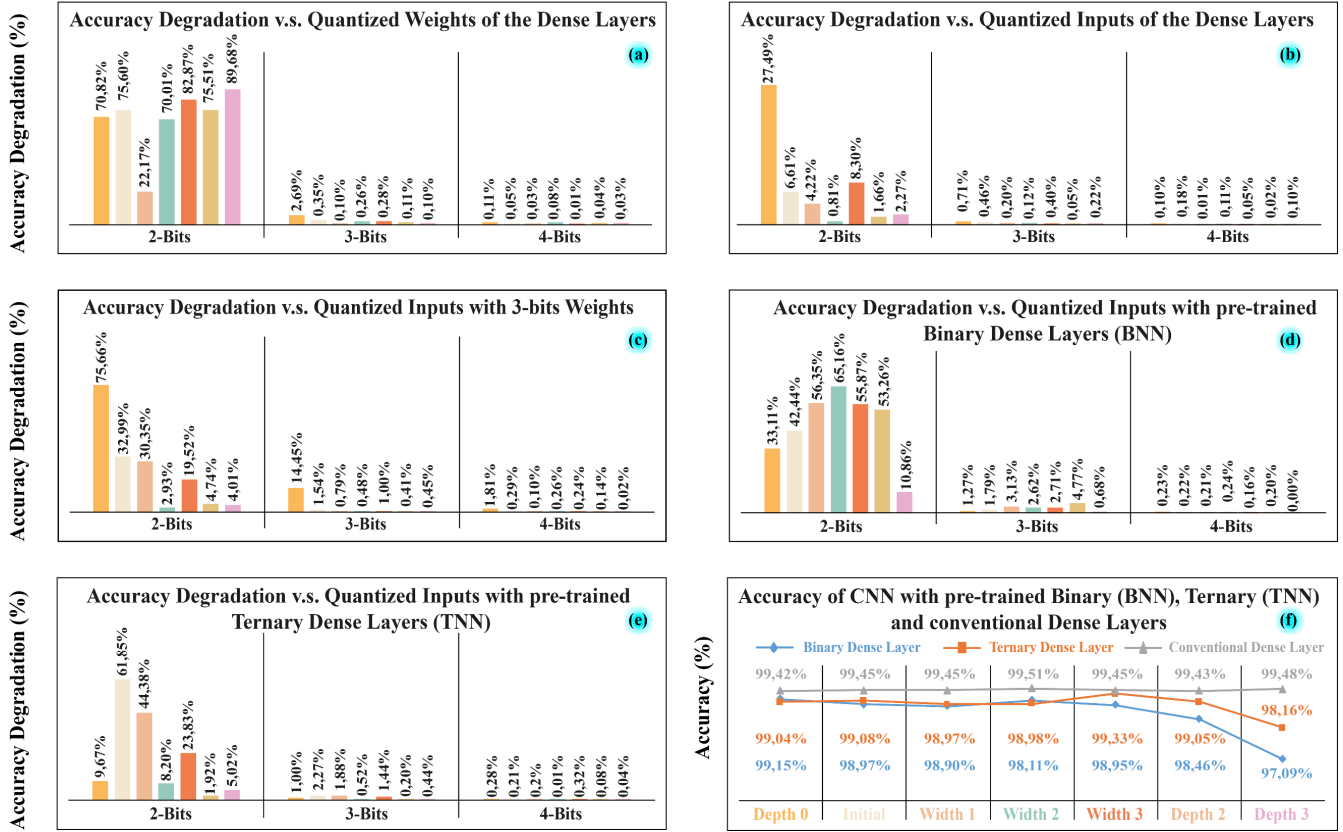 Accuracy Degradation v.s. Quantized Weights of the Dense Layers
(a)
Accuracy Degradation (%)
70,82% 75,60% 22,17% 70,01% 82,87% 75,51% 89,68%
2,69% 0,35% 0,10% 0,26% 0,28% 0,11% 0,10%
0,11% 0,05% 0,03% 0,08% 0,01% 0,04% 0,03%
2-Bits 3-Bits 4-Bits
Accuracy Degradation v.s. Quantized Inputs of the Dense Layers
(b)
27,49% 6,61% 4,22% 0,81% 8,30% 1,66% 2,27%
0,71% 0,46% 0,20% 0,12% 0,40% 0,05% 0,22%
0,10% 0,18% 0,01% 0,11% 0,05% 0,02% 0,10%
2-Bits 3-Bits 4-Bits
Accuracy Degradation v.s. Quantized Inputs with 3-bits Weights
(c)
Accuracy Degradation (%)
75,66% 32,99% 30,35% 2,93% 19,52% 4,74% 4,01%
14,45% 1,54% 0,79% 0,48% 1,00% 0,41% 0,45%
1,81% 0,29% 0,10% 0,26% 0,24% 0,14% 0,02%
2-Bits 3-Bits 4-Bits
Accuracy Degradation v.s. Quantized Inputs with pre-trained
Binary Dense Layers (BNN)
(d)
33,11% 42,44% 56,35% 65,16% 55,87% 53,26% 10,86%
1,27% 1,79% 3,13% 2,62% 2,71% 4,77% 0,68%
0,23% 0,22% 0,21% 0,24% 0,16% 0,20% 0,00%
2-Bits 3-Bits 4-Bits
Accuracy Degradation v.s. Quantized Inputs with pre-trained
Ternary Dense Layers (TNN)
(e)
Accuracy Degradation (%)
9,67% 61,85% 44,38% 8,20% 23,83% 1,92% 5,02%
1,00% 2,27% 1,88% 0,52% 1,44% 0,20% 0,44%
0,28% 0,21% 0,2% 0,01% 0,32% 0,08% 0,04%
2-Bits 3-Bits 4-Bits
Accuracy of CNN with pre-trained Binary (BNN), Ternary (TNN)
and conventional Dense Layers
(f)
Accuracy (%)
Binary Dense Layer Ternary Dense Layer Conventional Dense Layer
99,42% 99,45% 99,45% 99,51% 99,45% 99,43% 99,48%
99,04% 99,08% 98,97% 98,98% 99,33% 99,05% 98,16%
99,15% 98,97% 98,90% 98,11% 98,95% 98,46% 97,09%
Depth 0 Initial Width 1 Width 2 Width 3 Depth 2 Depth 3